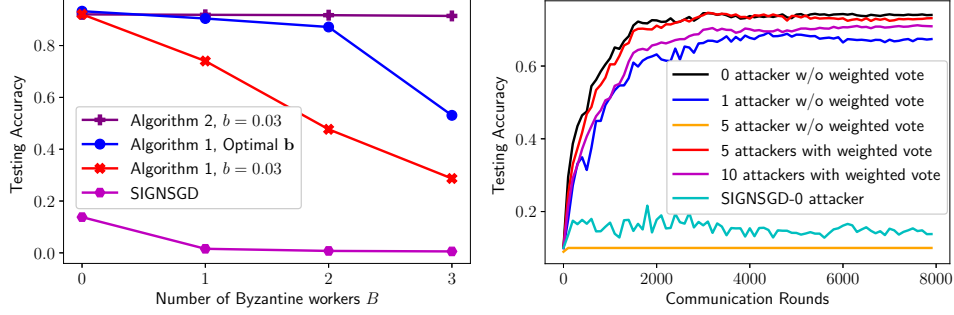 Testing Accuracy
0.8
0.6
0.4
0.2
0.0
Algorithm 2, b = 0.03
Algorithm 1, Optimal b
Algorithm 1, b = 0.03
SIGNSGD
0
1
2
3
Number of Byzantine workers B
Testing Accuracy
0.6
0.4
0.2
0 attacker w/o weighted vote
1 attacker w/o weighted vote
5 attacker w/o weighted vote
5 attackers with weighted vote
10 attackers with weighted vote
SIGNSGD-0 attacker
0
2000
4000
6000
8000
Communication Rounds